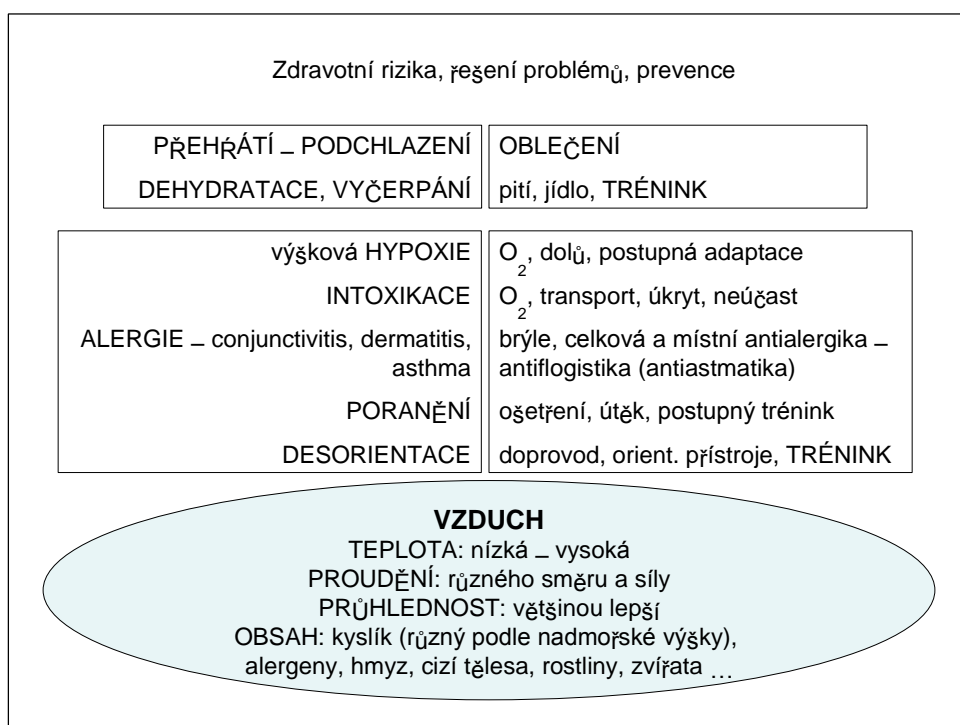 Zdravotní rizika, řešení problémů, prevence
PŘEHŔÁTÍ – PODCHLAZENÍ OBLEČENÍ
DEHYDRATACE, VYČERPÁNÍ pití, jídlo, TRÉNINK
výšková HYPOXIE O₂, dolů, postupná adaptace
INTOXIKACE O₂, transport, úkryt, neúčast
ALERGIE – conjunctivitis, dermatitis, brýle, celková a místní antialergika –
asthma antiflogistika (antiastmatika)
PORANĚNÍ ošetření, útěk, postupný trénink
DESORIENTACE doprovod, orient. přístroje, TRÉNINK
VZDUCH
TEPLOTA: nízká – vysoká
PROUDĚNÍ: různého směru a síly
PRŮHLEDNOST: většinou lepší
OBSAH: kyslík (různý podle nadmořské výšky),
alergeny, hmyz, cizí tělesa, rostliny, zvířata ...